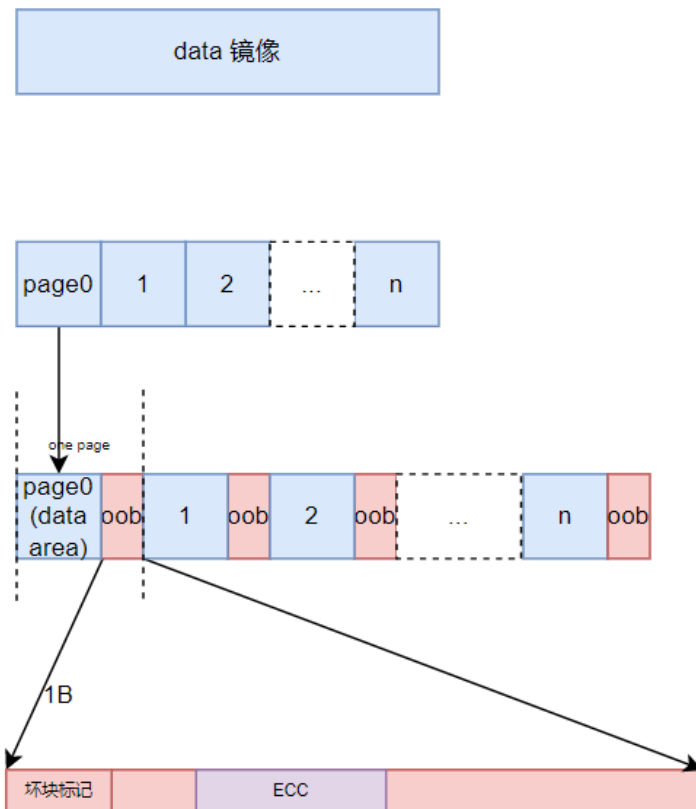 data 镜像
page0
1
2
...
n
one page
page0
(data
area)
oob
1
oob
2
oob
...
n
oob
1B
坏块标记
ECC